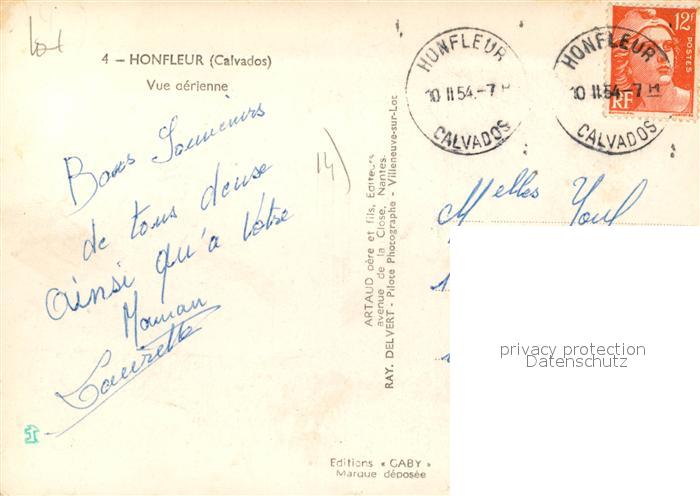 Lot
4 — HONFLEUR (Calvados)
Vue aérienne
Bons Souvenirs
de tous deuse
ainsi qu'a Votre
Maman
Laurette
14)
ARTAUD père et fils, Editeurs
avenue de la Close, Nantes.
RAY. DELVERT - Pilote Photographe - Villeneuve-sur-Lot
Editions « GABY »
Marque déposée
HONFLEUR
10 II 54.-7 H
CALVADOS
HONFLEUR
10 II 54.-7 H
CALVADOS
12F
POSTES
RF
Melles Youf
privacy protection
Datenschutz